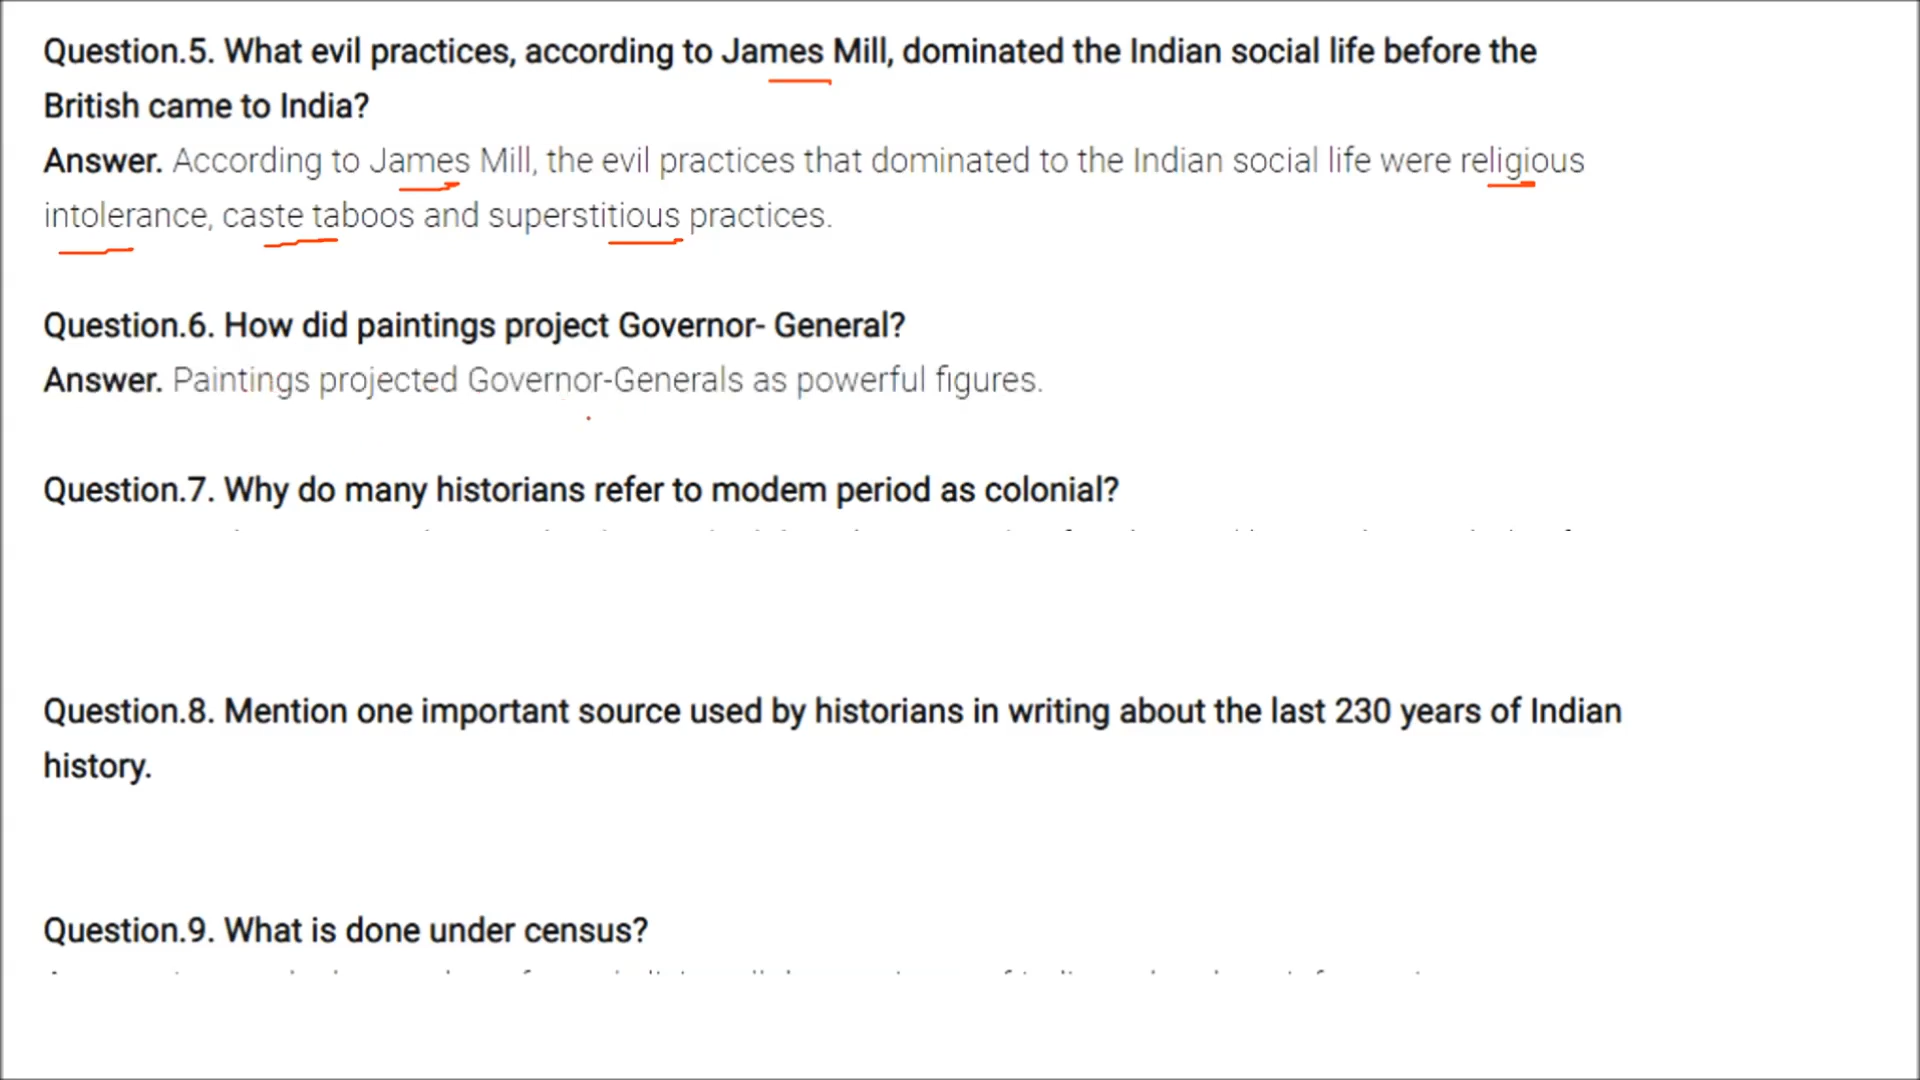 Question.5. What evil practices, according to James Mill, dominated the Indian social life before the
British came to India?
Answer. According to James Mill, the evil practices that dominated to the Indian social life were religious
intolerance, caste taboos and superstitious practices.
Question.6. How did paintings project Governor- General?
Answer. Paintings projected Governor-Generals as powerful figures.
Question.7. Why do many historians refer to modem period as colonial?
Question.8. Mention one important source used by historians in writing about the last 230 years of Indian
history.
Question.9. What is done under census?